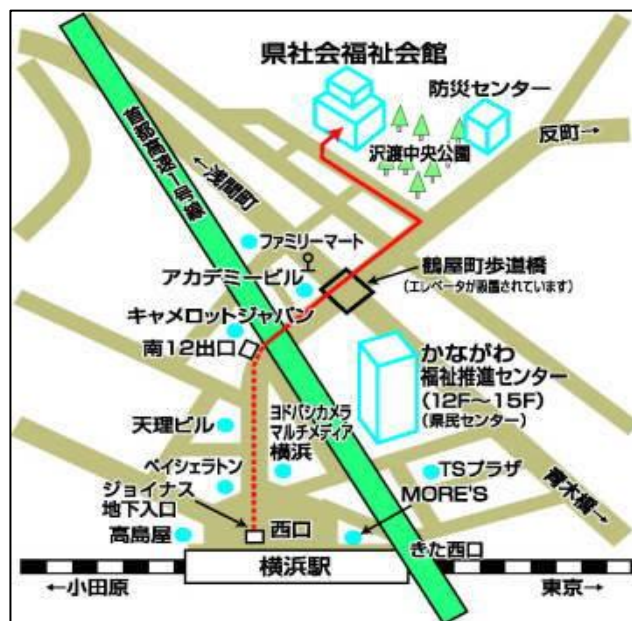 県社会福祉会館
防災センター
反町→
沢渡中央公園
首都高速一号線
←浅間町
ファミリーマート
アカデミービル
鶴屋町歩道橋
(エレベータが設置されています)
キャメロットジャパン
南12出口
かながわ
福祉推進センター
(12F～15F)
(県民センター)
天理ビル
ヨドバシカメラ
マルチメディア
横浜
ベイシェラトン
TSプラザ
青木橋→
ジョイナス
地下入口
MORE'S
高島屋
西口
きた西口
横浜駅
←小田原
東京→